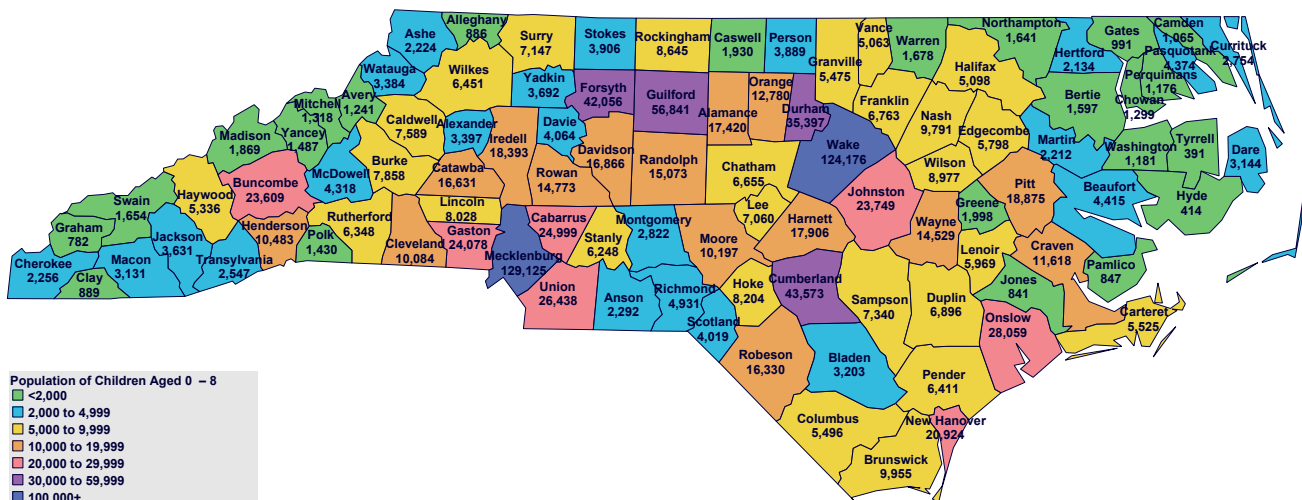 Ashe
2,224
Alleghany
886
Surry
7,147
Stokes
3,906
Rockingham
8,645
Caswell
1,930
Person
3,889
Granville
5,475
Vance
5,063
Warren
1,678
Northampton
1,641
Halifax
5,098
Hertford
2,134
Gates
991
Camden
1,065
Pasquotank
4,374
Currituck
2,754
Perquimans
1,176
Chowan
1,299
Bertie
1,597
Watauga
3,384
Wilkes
6,451
Yadkin
3,692
Forsyth
42,056
Guilford
56,841
Alamance
17,420
Orange
12,780
Durham
35,397
Franklin
6,763
Nash
9,791
Edgecombe
5,798
Martin
2,212
Washington
1,181
Tyrrell
391
Dare
3,144
Mitchell
1,318
Avery
1,241
Caldwell
7,589
Alexander
3,397
Iredell
18,393
Davie
4,064
Davidson
16,866
Randolph
15,073
Chatham
6,655
Wake
124,176
Wilson
8,977
Pitt
18,875
Beaufort
4,415
Hyde
414
Madison
1,869
Yancey
1,487
McDowell
4,318
Burke
7,858
Catawba
16,631
Rowan
14,773
Lee
7,060
Johnston
23,749
Greene
1,998
Haywood
5,336
Buncombe
23,609
Rutherford
6,348
Lincoln
8,028
Cabarrus
24,999
Stanly
6,248
Montgomery
2,822
Moore
10,197
Harnett
17,906
Wayne
14,529
Lenoir
5,969
Craven
11,618
Pamlico
847
Swain
1,654
Graham
782
Jackson
3,631
Henderson
10,483
Polk
1,430
Cleveland
10,084
Gaston
24,078
Mecklenburg
129,125
Cherokee
2,256
Clay
889
Macon
3,131
Transylvania
2,547
Union
26,438
Anson
2,292
Richmond
4,931
Scotland
4,019
Hoke
8,204
Cumberland
43,573
Sampson
7,340
Duplin
6,896
Jones
841
Onslow
28,059
Carteret
5,525
Robeson
16,330
Bladen
3,203
Pender
6,411
Columbus
5,496
New Hanover
20,924
Brunswick
9,955
Population of Children Aged 0 – 8
<2,000
2,000 to 4,999
5,000 to 9,999
10,000 to 19,999
20,000 to 29,999
30,000 to 59,999
100,000+